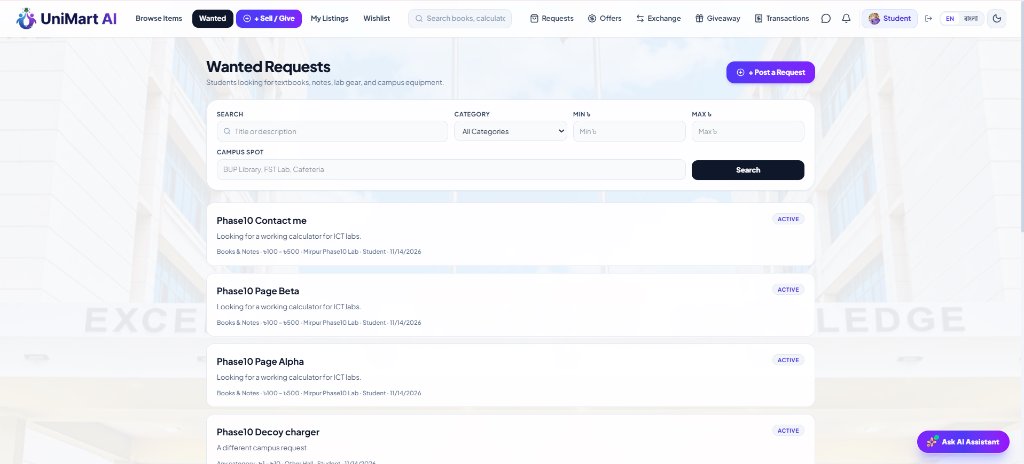 UniMart AI
Browse Items
Wanted
+ Sell / Give
My Listings
Wishlist
Search books, calculate
Requests
Offers
Exchange
Giveaway
Transactions
Student
EN
বাংলা
Wanted Requests
Students looking for textbooks, notes, lab gear, and campus equipment.
+ Post a Request
SEARCH
CATEGORY
MIN ৳
MAX ৳
Title or description
All Categories
Min ৳
Max ৳
CAMPUS SPOT
BUP Library, FST Lab, Cafeteria
Search
Phase10 Contact me
ACTIVE
Looking for a working calculator for ICT labs.
Books & Notes · ৳100 - ৳500 · Mirpur Phase10 Lab · Student · 11/14/2026
Phase10 Page Beta
ACTIVE
Looking for a working calculator for ICT labs.
Books & Notes · ৳100 - ৳500 · Mirpur Phase10 Lab · Student · 11/14/2026
EXCE
LEDGE
Phase10 Page Alpha
ACTIVE
Looking for a working calculator for ICT labs.
Books & Notes · ৳100 - ৳500 · Mirpur Phase10 Lab · Student · 11/14/2026
Phase10 Decoy charger
ACTIVE
A different campus request
Ask AI Assistant